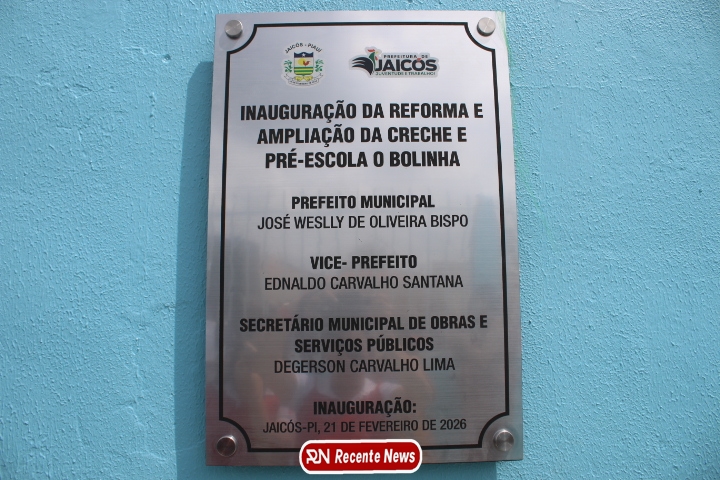 JAICÓS - PIAUÍ
PREFEITURA DE
JAICÓS
JUVENTUDE E TRABALHO
INAUGURAÇÃO DA REFORMA E
AMPLIAÇÃO DA CRECHE E
PRÉ-ESCOLA O BOLINHA
PREFEITO MUNICIPAL
JOSÉ WESLLY DE OLIVEIRA BISPO
VICE- PREFEITO
EDNALDO CARVALHO SANTANA
SECRETÁRIO MUNICIPAL DE OBRAS E
SERVIÇOS PÚBLICOS
DEGERSON CARVALHO LIMA
INAUGURAÇÃO:
JAICÓS-PI, 21 DE FEVEREIRO DE 2026
RN Recente News